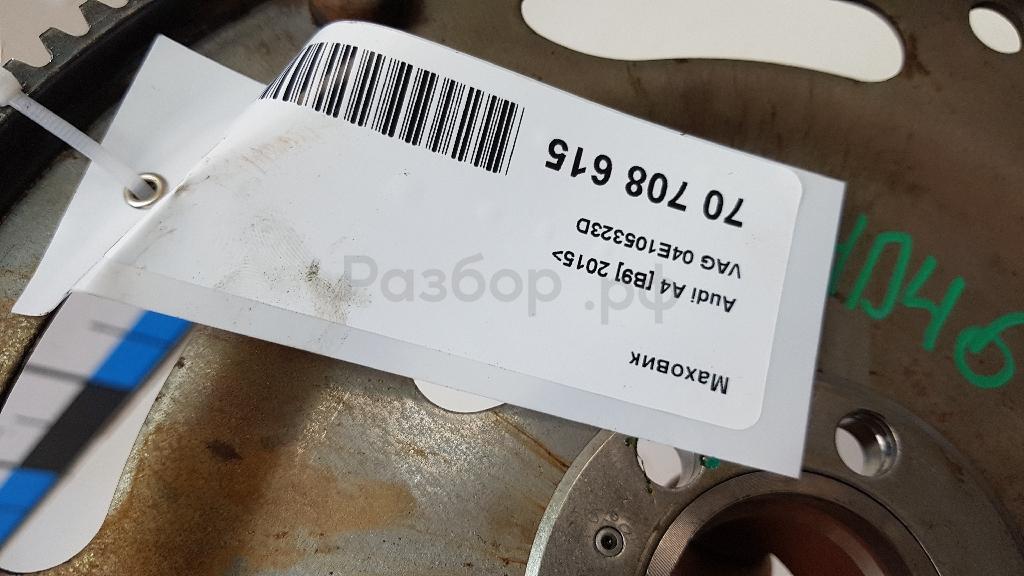 Маховик
Audi A4 [B9] 2015>
VAG 04E105323D
70 708 615
Разбор.рф